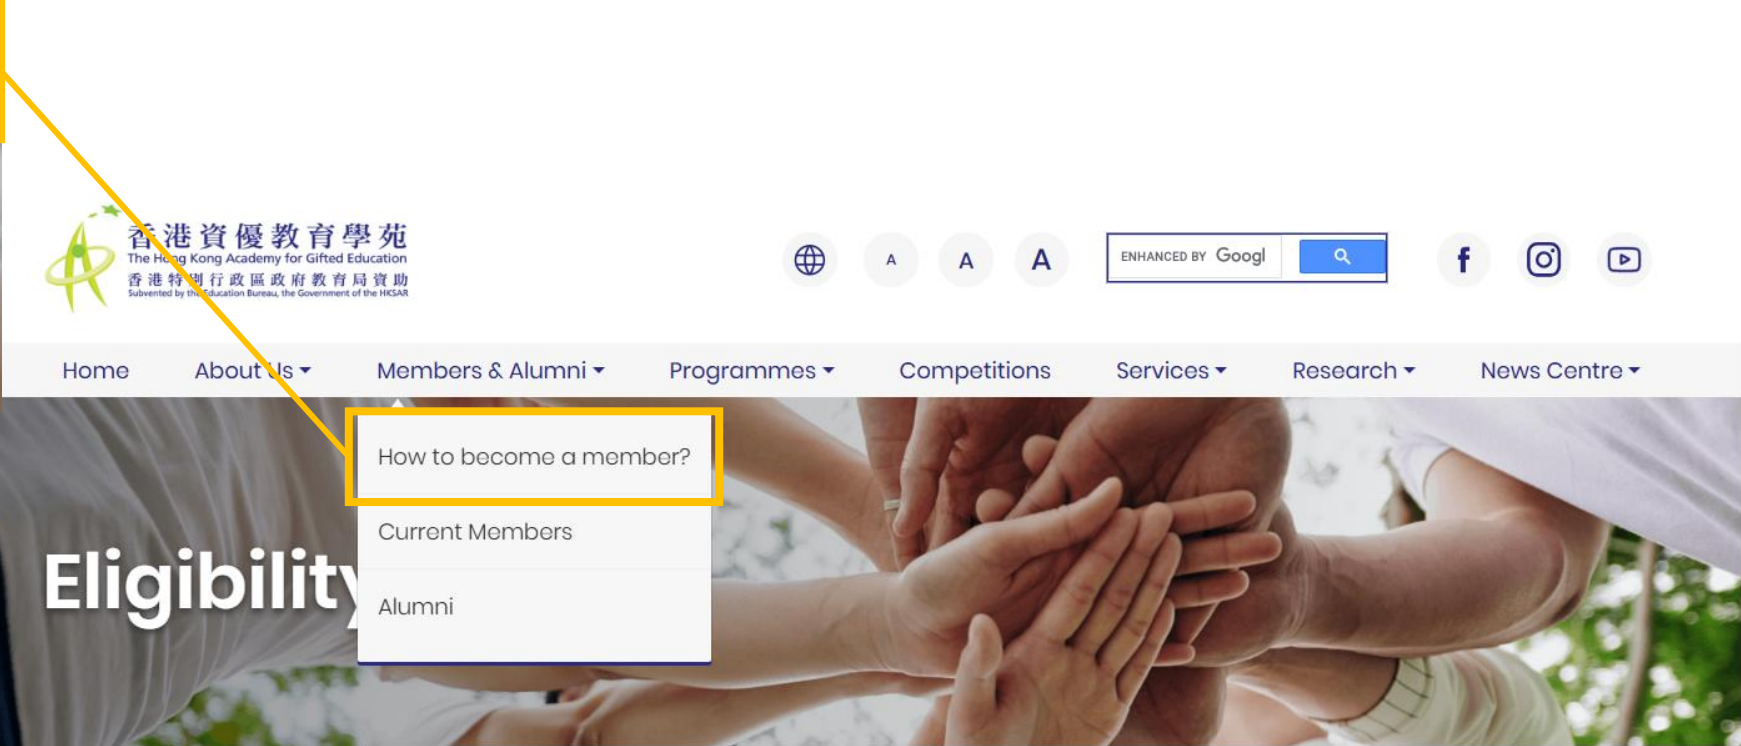 香港資優教育學苑
The Hong Kong Academy for Gifted Education
香港特別行政區政府教育局資助
Subvented by the Education Bureau, the Government of the HKSAR
A A A
ENHANCED BY Googl
Home About Us Members & Alumni Programmes Competitions Services Research News Centre
How to become a member?
Current Members
Eligibility
Alumni